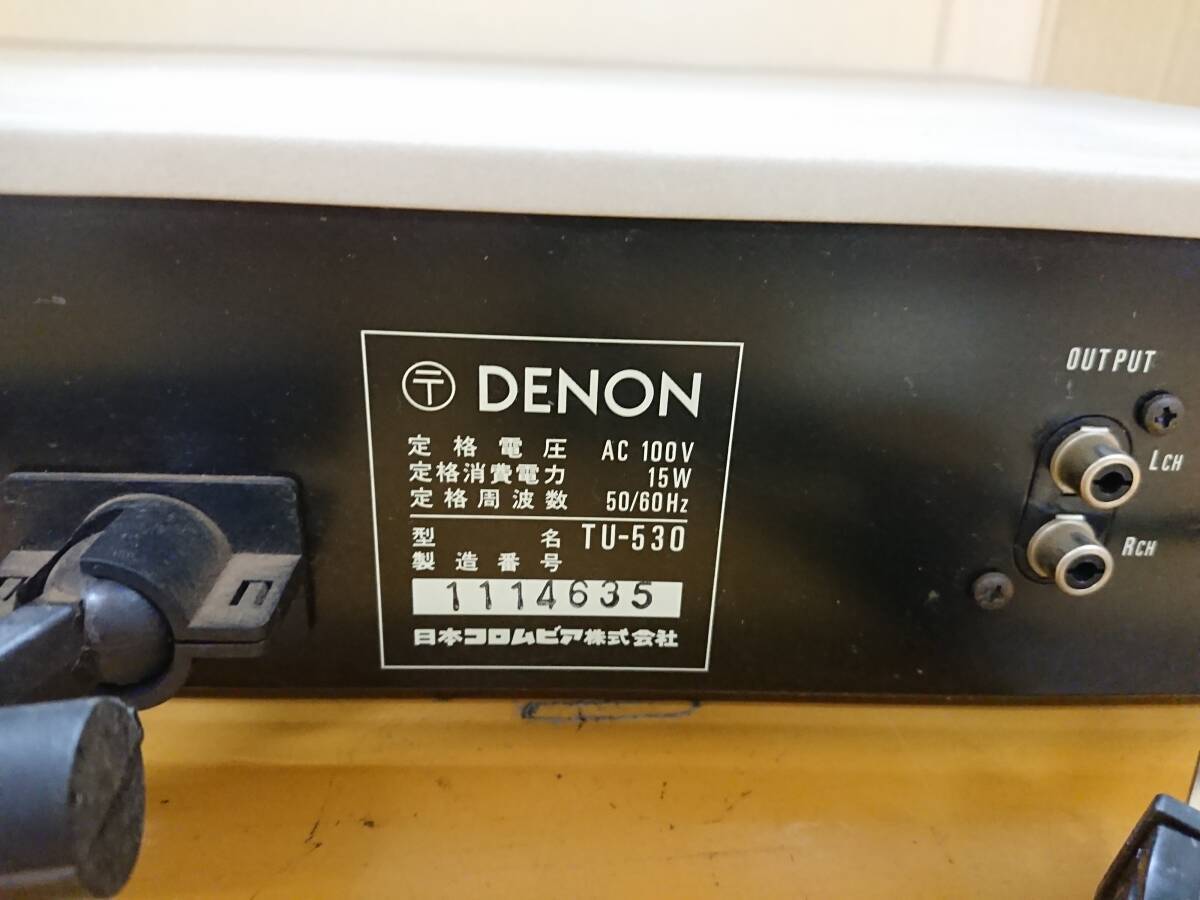 〶 DENON
定格電圧 AC 100V
定格消費電力 15W
定格周波数 50/60Hz
型名 TU-530
製造番号
1114635
日本コロムビア株式会社
OUTPUT
LCH
RCH